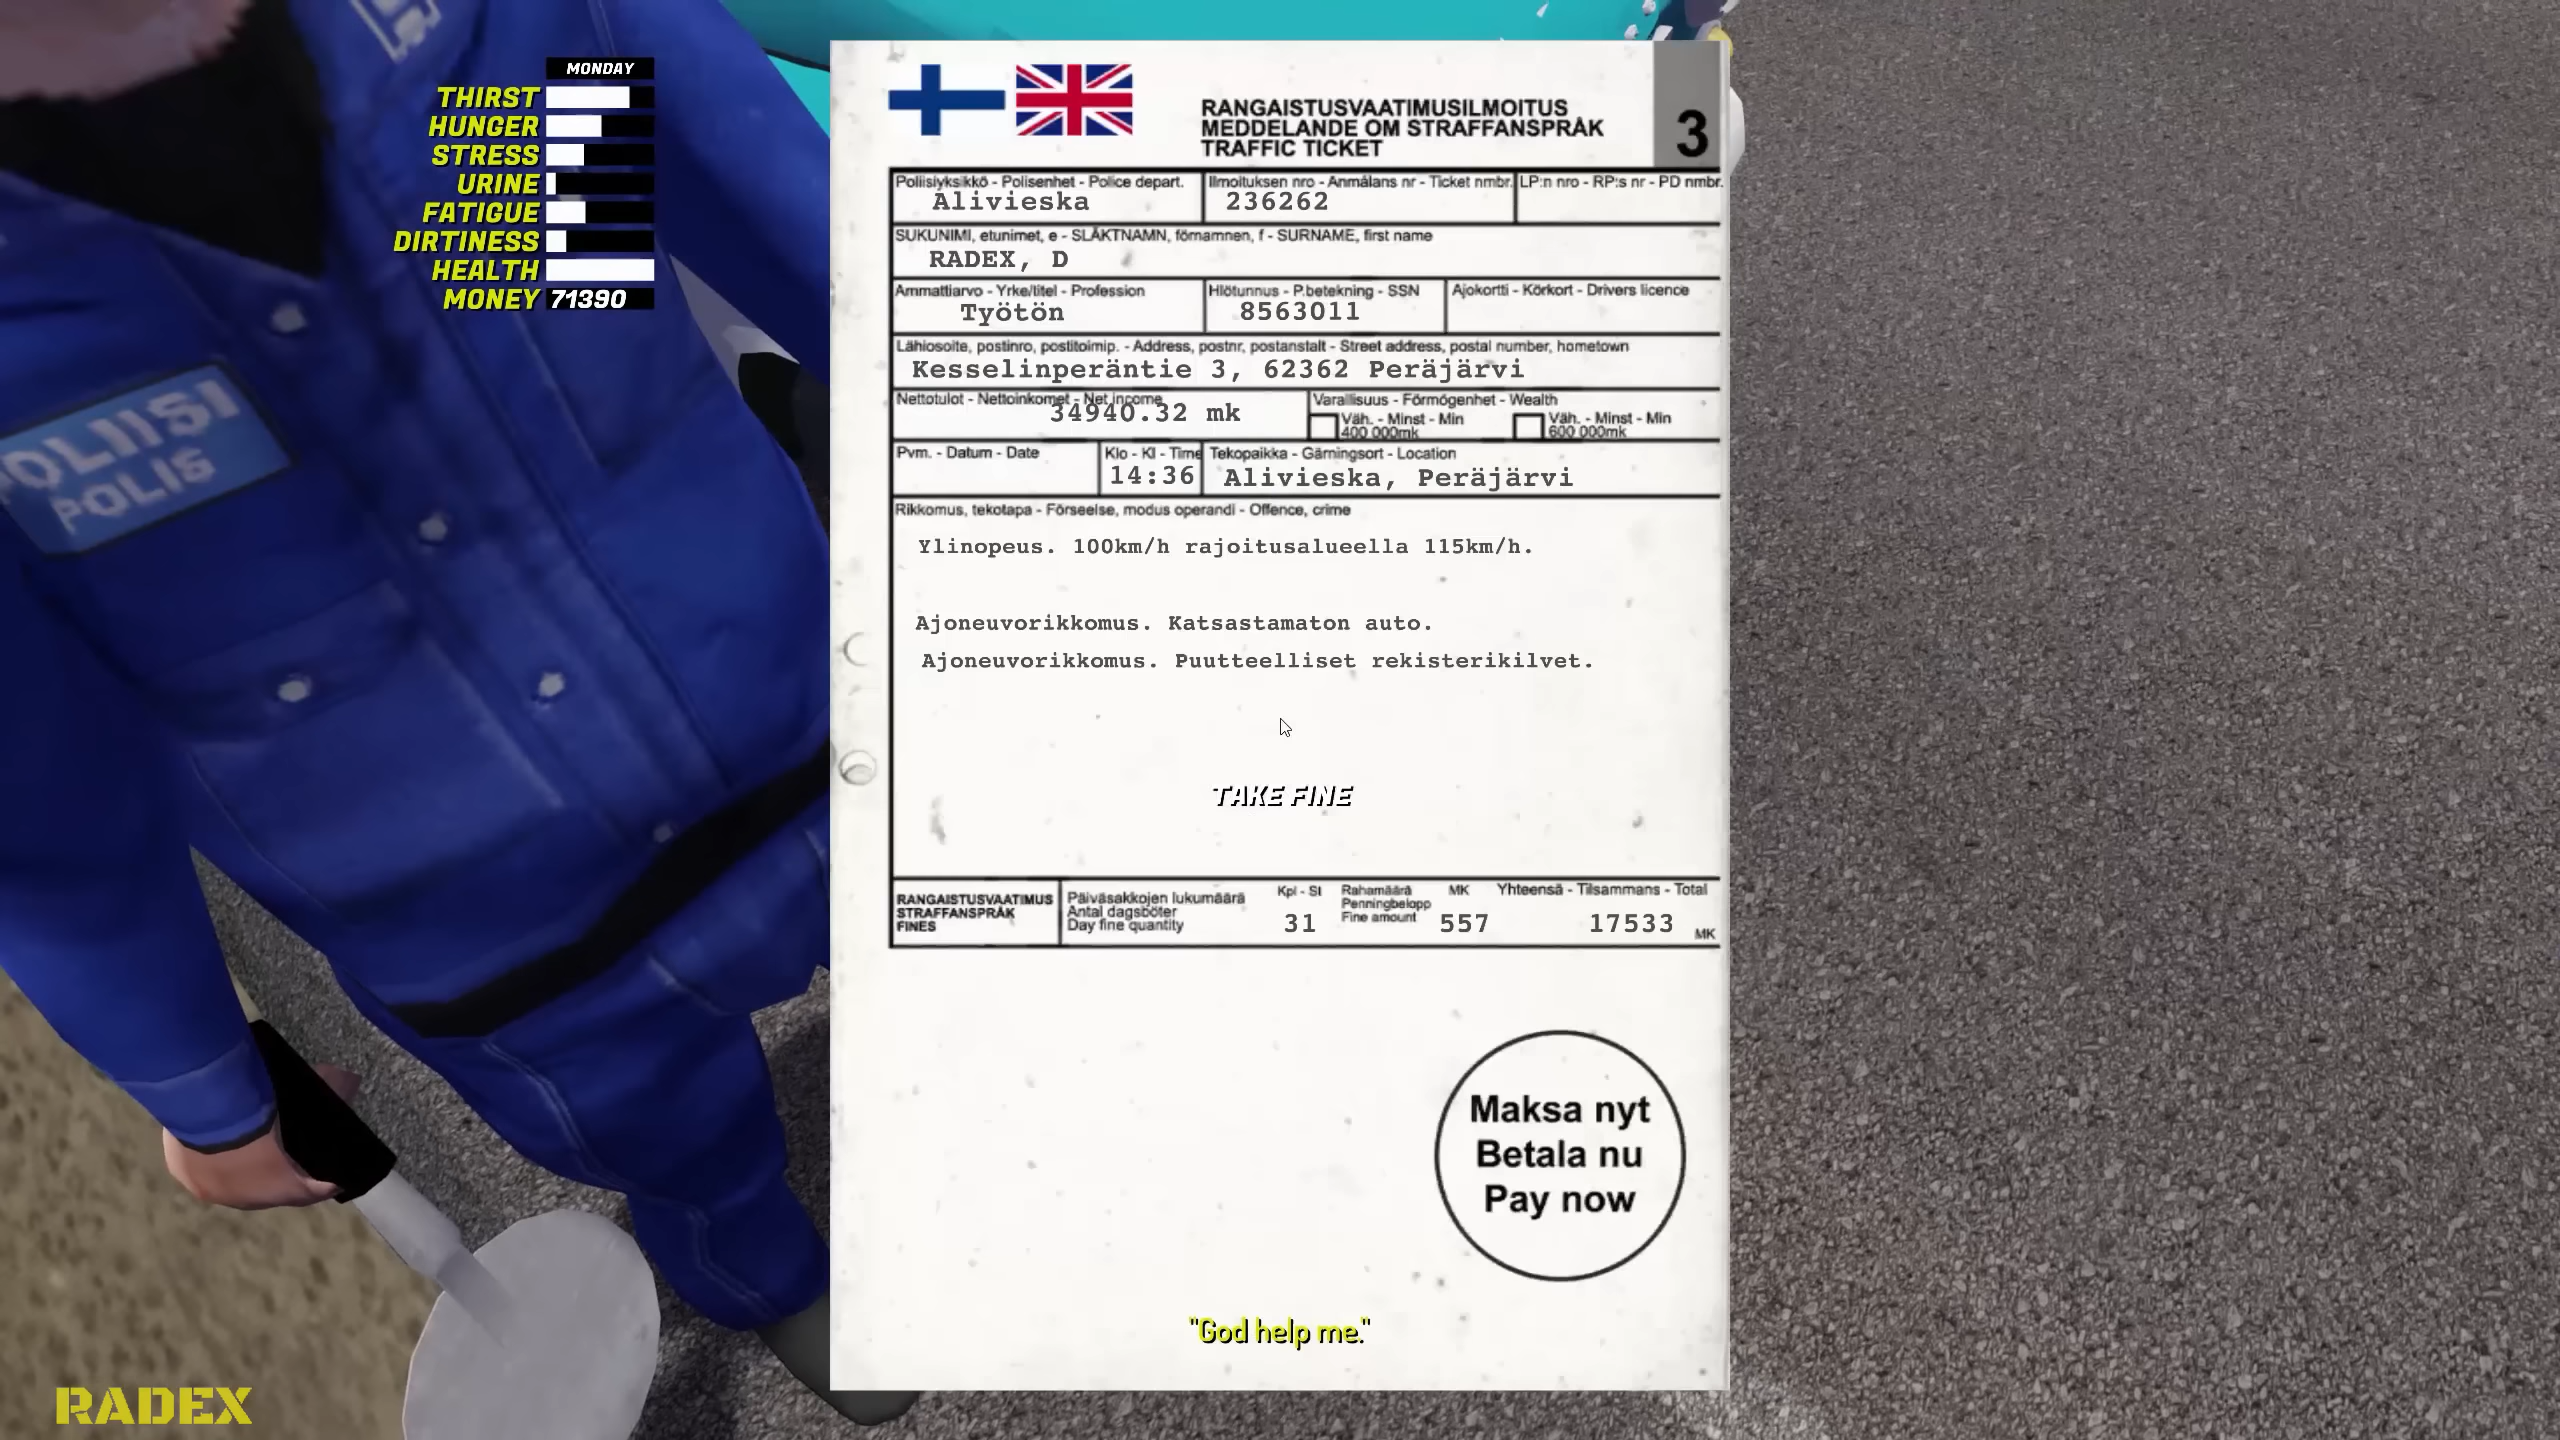 MONDAY
THIRST
HUNGER
STRESS
URINE
FATIGUE
DIRTINESS
HEALTH
MONEY 71390
POLIISI
POLIS
RANGAISTUSVAATIMUSILMOITUS
MEDDELANDE OM STRAFFANSPRÅK
TRAFFIC TICKET
3
Poliisiyksikkö - Polisenhet - Police depart.
Alivieska
Ilmoituksen nro - Anmälans nr - Ticket nmbr.
236262
LP:n nro - RP:s nr - PD nmbr.
SUKUNIMI, etunimet, e - SLÄKTNAMN, förnamnen, f - SURNAME, first name
RADEX, D
Ammattiarvo - Yrke/titel - Profession
Työtön
Hlötunnus - P.betekning - SSN
8563011
Ajokortti - Körkort - Drivers licence
Lähiosoite, postinro, postitoimip. - Address, postnr, postanstalt - Street address, postal number, hometown
Kesselinperäntie 3, 62362 Peräjärvi
Nettotulot - Nettoinkomet - Net income
34940.32 mk
Varallisuus - Förmögenhet - Wealth
Väh. - Minst - Min
400 000mk
Väh. - Minst - Min
600 000mk
Pvm. - Datum - Date
Klo - Kl - Time
14:36
Tekopaikka - Gärningsort - Location
Alivieska, Peräjärvi
Rikkomus, tekotapa - Förseelse, modus operandi - Offence, crime
Ylinopeus. 100km/h rajoitusalueella 115km/h.
Ajoneuvorikkomus. Katsastamaton auto.
Ajoneuvorikkomus. Puutteelliset rekisterikilvet.
TAKE FINE
RANGAISTUSVAATIMUS
STRAFFANSPRÅK
FINES
Päiväsakkojen lukumäärä
Antal dagsböter
Day fine quantity
Kpl - St
31
Rahamäärä
Penningbelopp
Fine amount
MK
557
Yhteensä - Tilsammans - Total
17533
MK
Maksa nyt
Betala nu
Pay now
"God help me."
RADEX